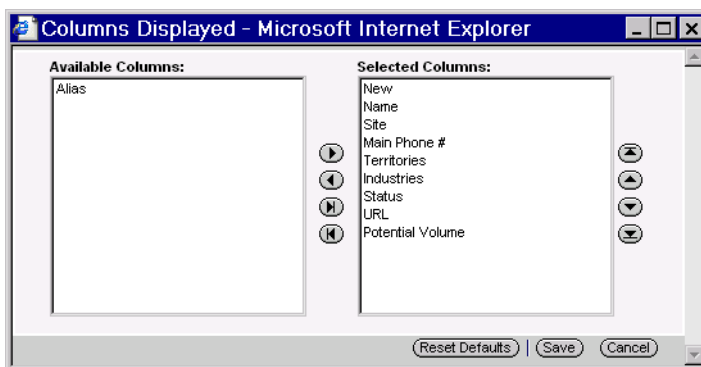 Columns Displayed - Microsoft Internet Explorer
Available Columns:
Alias
Selected Columns:
New
Name
Site
Main Phone #
Territories
Industries
Status
URL
Potential Volume
Reset Defaults | Save Cancel